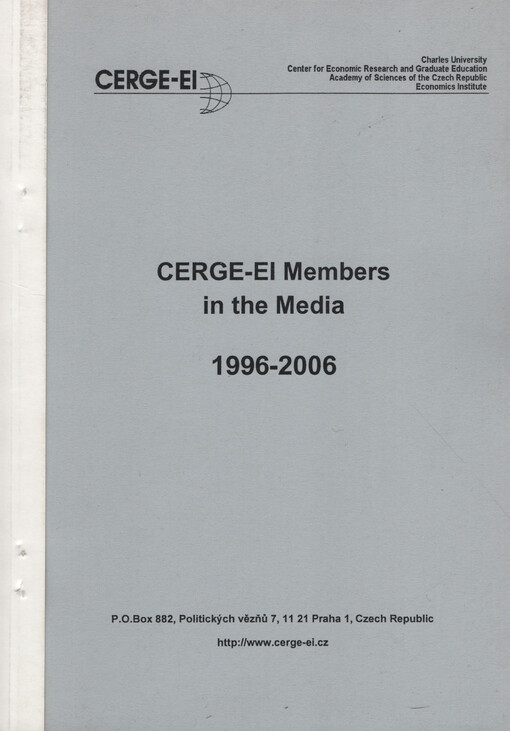 CERGE-EI
Charles University
Center for Economic Research and Graduate Education
Academy of Sciences of the Czech Republic
Economics Institute
CERGE-EI Members
in the Media
1996-2006
P.O.Box 882, Politických vězňů 7, 11 21 Praha 1, Czech Republic
http://www.cerge-ei.cz